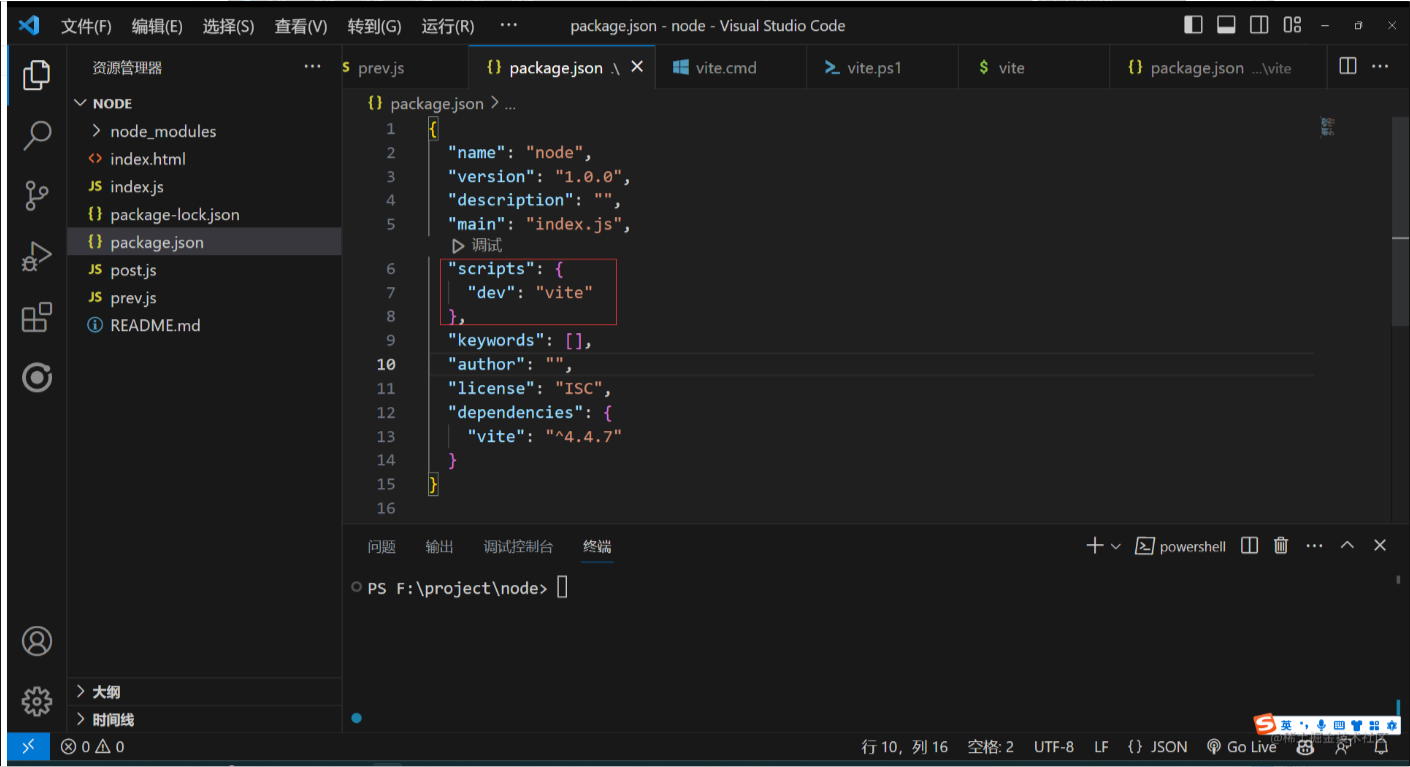 文件(F) 编辑(E) 选择(S) 查看(V) 转到(G) 运行(R) ··· package.json - node - Visual Studio Code
资源管理器 ···
S prev.js {} package.json .\ vite.cmd vite.ps1 $ vite {} package.json ...\vite ···
NODE
node_modules
<> index.html
JS index.js
{} package-lock.json
{} package.json
JS post.js
JS prev.js
README.md
{} package.json > ...
1 {
2 "name": "node",
3 "version": "1.0.0",
4 "description": "",
5 "main": "index.js",
调试
6 "scripts": {
7 "dev": "vite"
8 },
9 "keywords": [],
10 "author": "",
11 "license": "ISC",
12 "dependencies": {
13 "vite": "^4.4.7"
14 }
15 }
16
问题 输出 调试控制台 终端 powershell ···
PS F:\project\node>
大纲
时间线
英
@稀土掘金技术社区
0 0 行 10，列 16 空格: 2 UTF-8 LF {} JSON Go Live